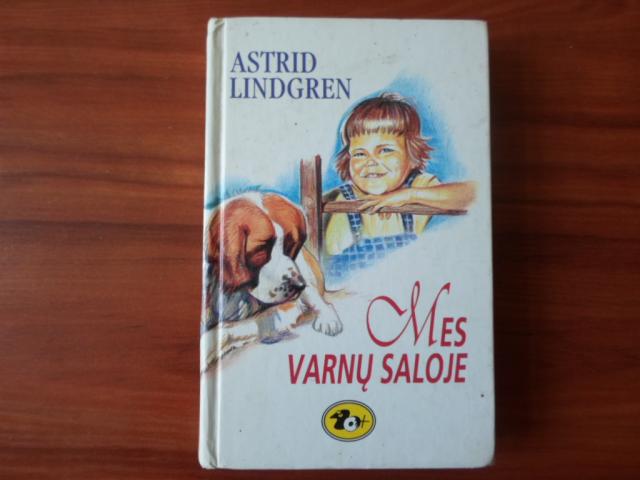 ASTRID
LINDGREN
MES
VARNŲ SALOJE